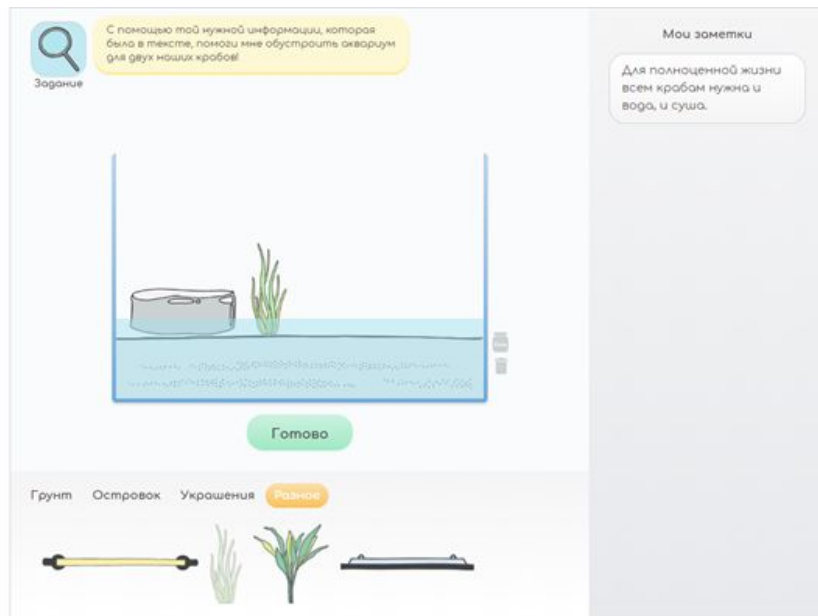 С помощью той нужной информации, которая
была в тексте, помоги мне обустроить аквариум
для двух наших крабов!
Задание
Мои заметки
Для полноценной жизни
всем крабам нужна и
вода, и суша.
Готово
Грунт Островок Украшения Разное